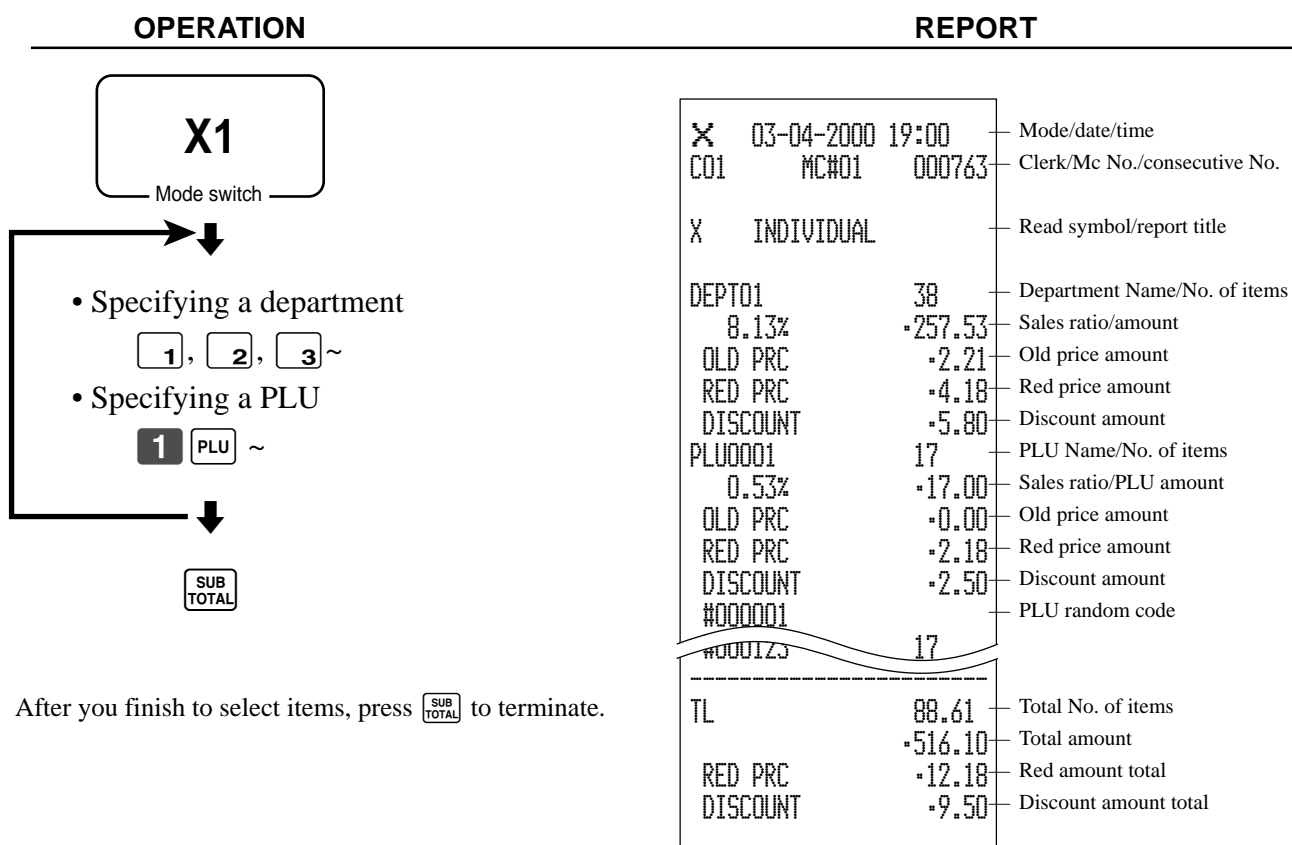 OPERATION
X1
Mode switch
• Specifying a department
1, 2, 3~
• Specifying a PLU
1 PLU ~
SUB
TOTAL
After you finish to select items, press SUB TOTAL to terminate.
REPORT
X 03-04-2000 19:00 Mode/date/time
C01 MC#01 000763 Clerk/Mc No./consecutive No.
X INDIVIDUAL Read symbol/report title
DEPT01 38 Department Name/No. of items
8.13% •257.53 Sales ratio/amount
OLD PRC •2.21 Old price amount
RED PRC •4.18 Red price amount
DISCOUNT •5.80 Discount amount
PLU0001 17 PLU Name/No. of items
0.53% •17.00 Sales ratio/PLU amount
OLD PRC •0.00 Old price amount
RED PRC •2.18 Red price amount
DISCOUNT •2.50 Discount amount
#000001 PLU random code
#000123 17
TL 88.61 Total No. of items
•516.10 Total amount
RED PRC •12.18 Red amount total
DISCOUNT •9.50 Discount amount total